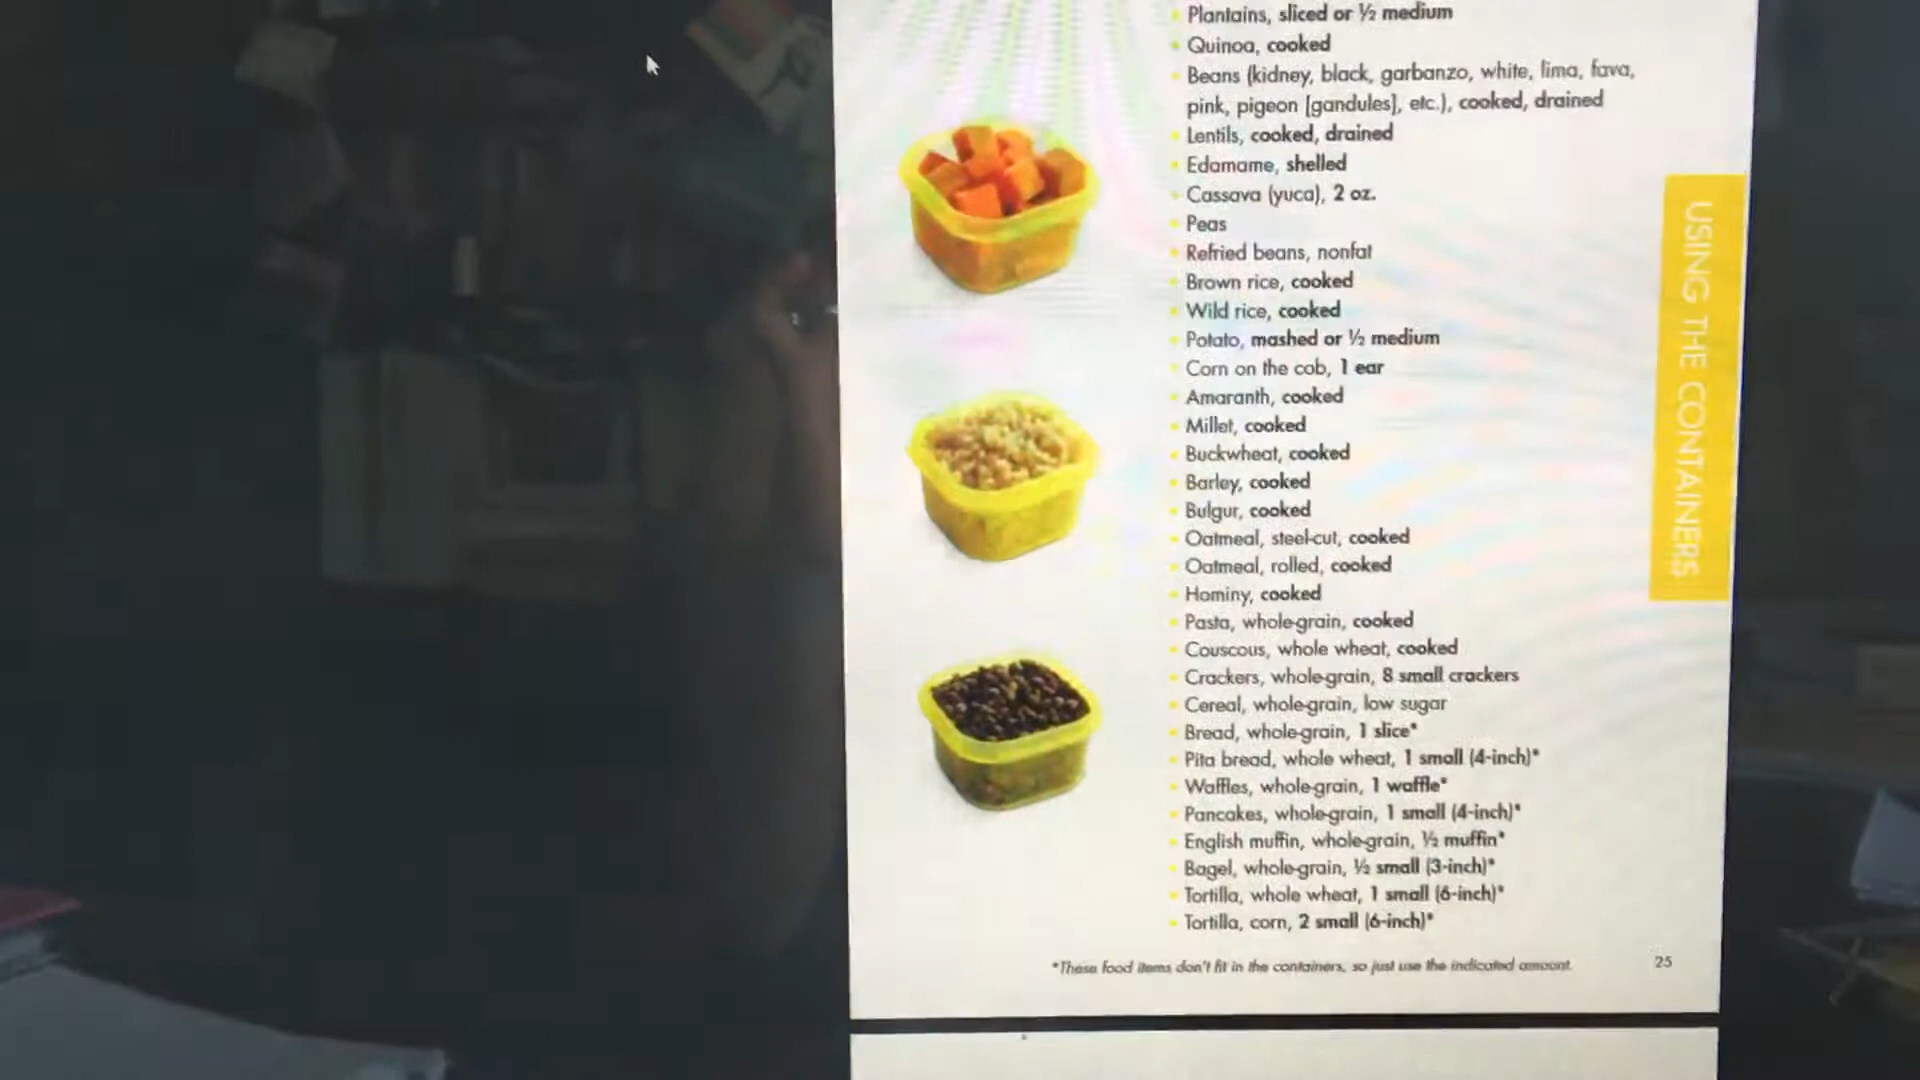 Plantains, sliced or ½ medium
Quinoa, cooked
Beans (kidney, black, garbanzo, white, lima, fava,
pink, pigeon [gandules], etc.), cooked, drained
Lentils, cooked, drained
Edamame, shelled
Cassava (yuca), 2 oz.
Peas
Refried beans, nonfat
Brown rice, cooked
Wild rice, cooked
Potato, mashed or ½ medium
Corn on the cob, 1 ear
Amaranth, cooked
Millet, cooked
Buckwheat, cooked
Barley, cooked
Bulgur, cooked
Oatmeal, steel-cut, cooked
Oatmeal, rolled, cooked
Hominy, cooked
Pasta, whole-grain, cooked
Couscous, whole wheat, cooked
Crackers, whole-grain, 8 small crackers
Cereal, whole-grain, low sugar
Bread, whole-grain, 1 slice*
Pita bread, whole wheat, 1 small (4-inch)*
Waffles, whole-grain, 1 waffle*
Pancakes, whole-grain, 1 small (4-inch)*
English muffin, whole-grain, ½ muffin*
Bagel, whole-grain, ½ small (3-inch)*
Tortilla, whole wheat, 1 small (6-inch)*
Tortilla, corn, 2 small (6-inch)*
*These food items don't fit in the containers, so just use the indicated amount.
25
USING THE CONTAINERS